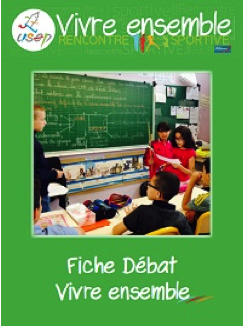 usep
Vivre ensemble
RENCONTRE SPORTIVE
Fiche Débat
Vivre ensemble